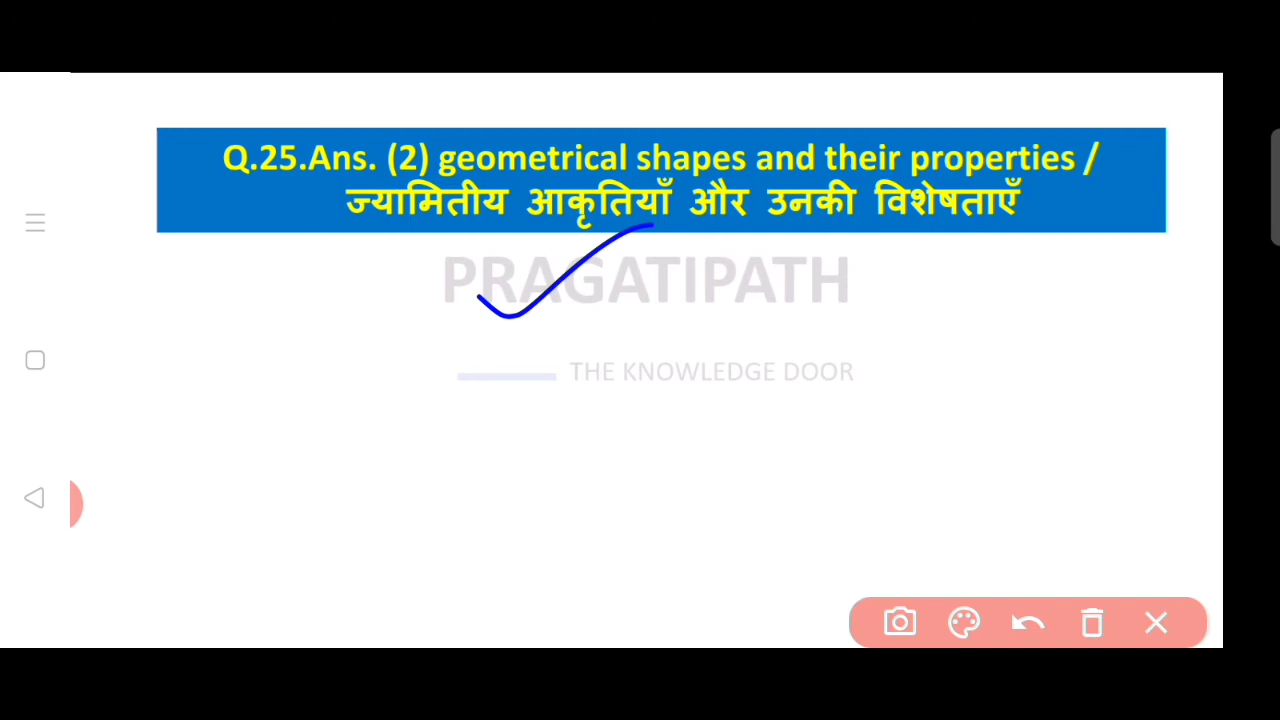 Q.25.Ans. (2) geometrical shapes and their properties /
ज्यामितीय आकृतियाँ और उनकी विशेषताएँ
PRAGATIPATH
THE KNOWLEDGE DOOR